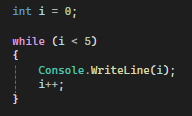 int i = 0;

while (i < 5)
{
    Console.WriteLine(i);
    i++;
}